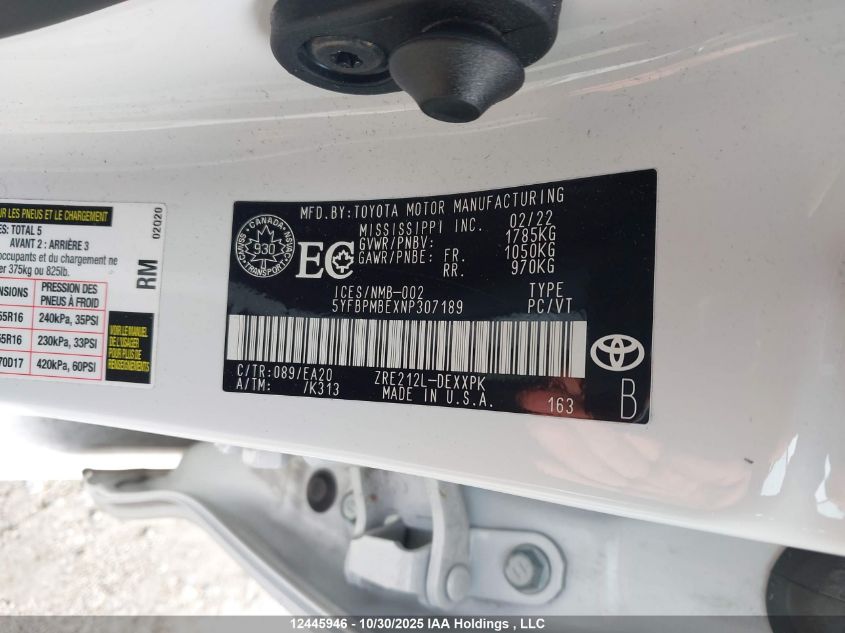 UR LES PNEUS ET LE CHARGEMENT
ES: TOTAL 5
AVANT 2 : ARRIÈRE 3
occupants et du chargement ne
er 375kg ou 825lb.
PRESSION DES
PNEUS À FROID
240kPa, 35PSI
230kPa, 33PSI
70D17 420kPa, 60PSI
02020
RM
MFD.BY:TOYOTA MOTOR MANUFACTURING
MISSISSIPPI INC. 02/22
GVWR/PNBV: 1785KG
GAWR/PNBE: FR. 1050KG
RR. 970KG
CANADA
930
TRANSPORT
EC
ICES/NMB-002 TYPE
5YFBPMBEXNP307189 PC/VT
C/TR:089/EA20 ZRE212L-DEXXPK
A/TM: /K313 MADE IN U.S.A.
163
B
12445946 - 10/30/2025 IAA Holdings , LLC